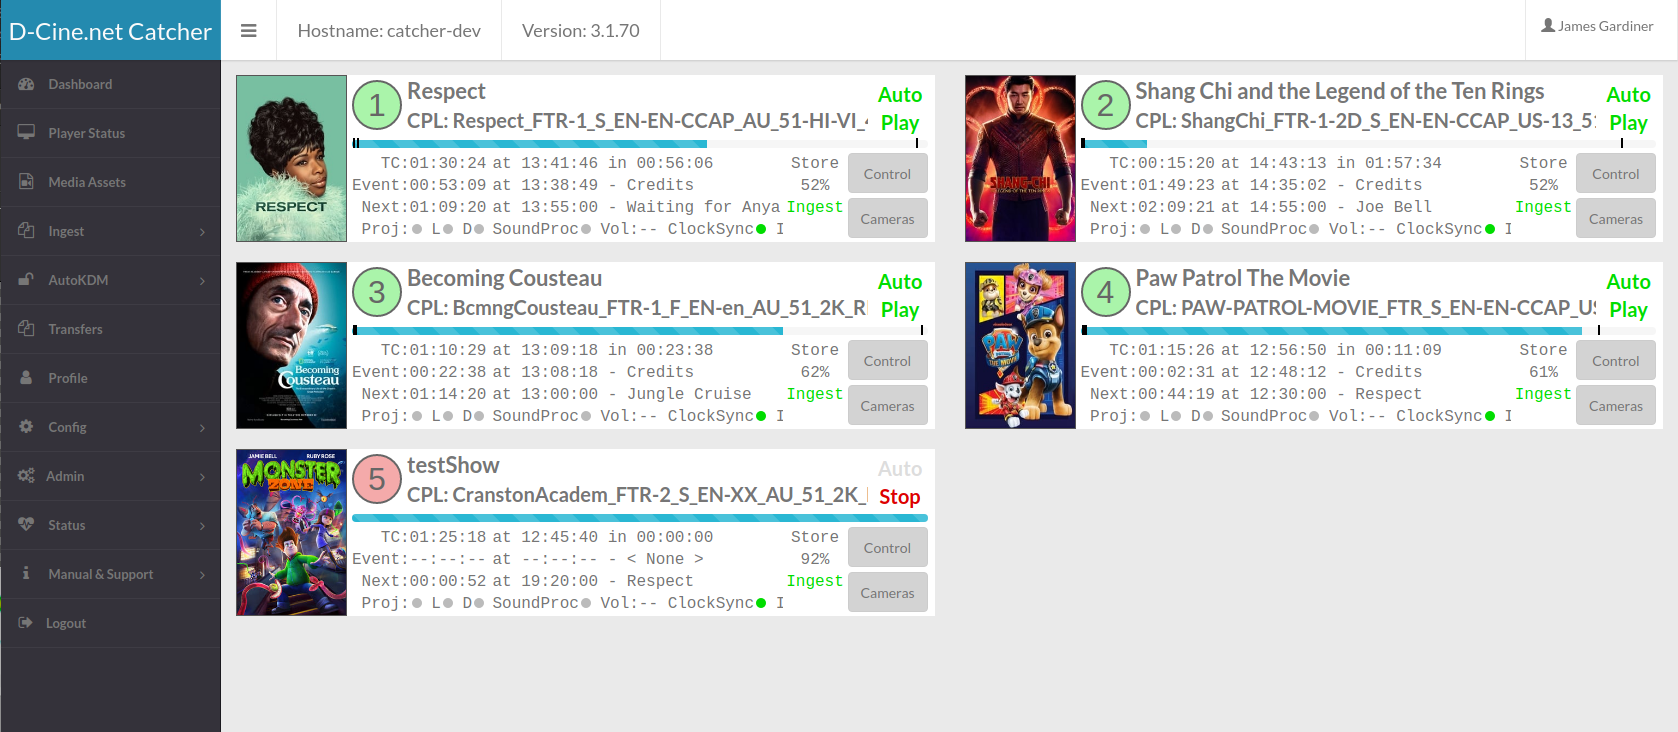 D-Cine.net Catcher
Hostname: catcher-dev
Version: 3.1.70
James Gardiner
Dashboard
Player Status
Media Assets
Ingest
AutoKDM
Transfers
Profile
Config
Admin
Status
Manual & Support
Logout
RESPECT
1
Respect
Auto
CPL: Respect_FTR-1_S_EN-EN-CCAP_AU_51-HI-VI_
Play
TC:01:30:24 at 13:41:46 in 00:56:06
Store
Control
Event:00:53:09 at 13:38:49 - Credits
52%
Next:01:09:20 at 13:55:00 - Waiting for Anya
Ingest
Cameras
Proj: L D SoundProc Vol:-- ClockSync I
SHANG-CHI
2
Shang Chi and the Legend of the Ten Rings
Auto
CPL: ShangChi_FTR-1-2D_S_EN-EN-CCAP_US-13_5
Play
TC:00:15:20 at 14:43:13 in 01:57:34
Store
Control
Event:01:49:23 at 14:35:02 - Credits
52%
Next:02:09:21 at 14:55:00 - Joe Bell
Ingest
Cameras
Proj: L D SoundProc Vol:-- ClockSync I
Becoming
Cousteau
3
Becoming Cousteau
Auto
CPL: BcmngCousteau_FTR-1_F_EN-en_AU_51_2K_R
Play
TC:01:10:29 at 13:09:18 in 00:23:38
Store
Control
Event:00:22:38 at 13:08:18 - Credits
62%
Next:01:14:20 at 13:00:00 - Jungle Cruise
Ingest
Cameras
Proj: L D SoundProc Vol:-- ClockSync I
PAW
PATROL
4
Paw Patrol The Movie
Auto
CPL: PAW-PATROL-MOVIE_FTR_S_EN-EN-CCAP_US
Play
TC:01:15:26 at 12:56:50 in 00:11:09
Store
Control
Event:00:02:31 at 12:48:12 - Credits
61%
Next:00:44:19 at 12:30:00 - Respect
Ingest
Cameras
Proj: L D SoundProc Vol:-- ClockSync I
JAMIE BELL RUBY ROSE
MONSTER
ZONE
5
testShow
Auto
CPL: CranstonAcadem_FTR-2_S_EN-XX_AU_51_2K_
Stop
TC:01:25:18 at 12:45:40 in 00:00:00
Store
Control
Event:--:--:-- at --:--:-- - < None >
92%
Next:00:00:52 at 19:20:00 - Respect
Ingest
Cameras
Proj: L D SoundProc Vol:-- ClockSync I